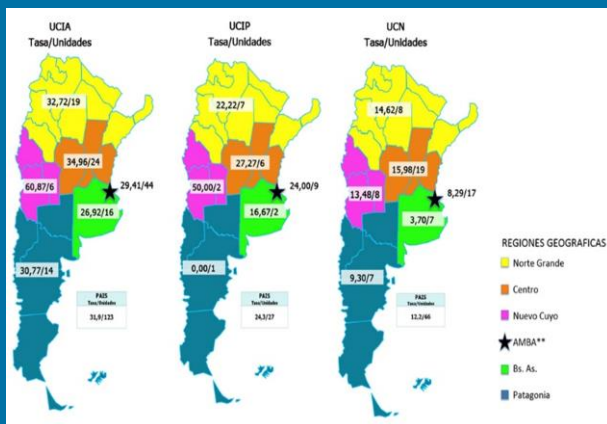 UCIA
Tasa/Unidades
32,72/19
34,96/24
60,87/6
29,41/44
26,92/16
30,77/14
PAIS
Tasa/Unidades
31,9/123
UCIP
Tasa/Unidades
22,22/7
27,27/6
50,00/2
24,00/9
16,67/2
0,00/1
PAIS
Tasa/Unidades
24,3/27
UCN
Tasa/Unidades
14,62/8
15,98/19
13,48/8
8,29/17
3,70/7
9,30/7
PAIS
Tasa/Unidades
12,2/66
REGIONES GEOGRAFICAS
Norte Grande
Centro
Nuevo Cuyo
AMBA**
Bs. As.
Patagonia